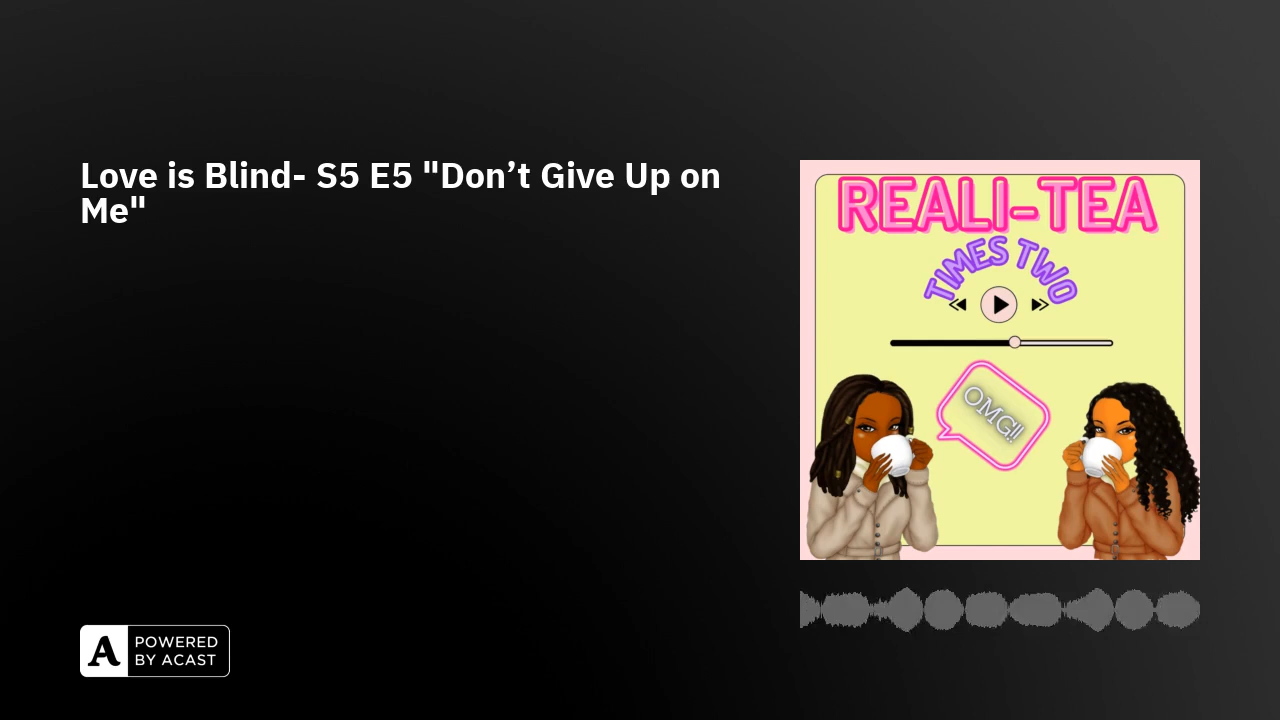 Love is Blind- S5 E5 "Don’t Give Up on
Me"
REALI-TEA
TIMES TWO
OMG!!
A POWERED
BY ACAST